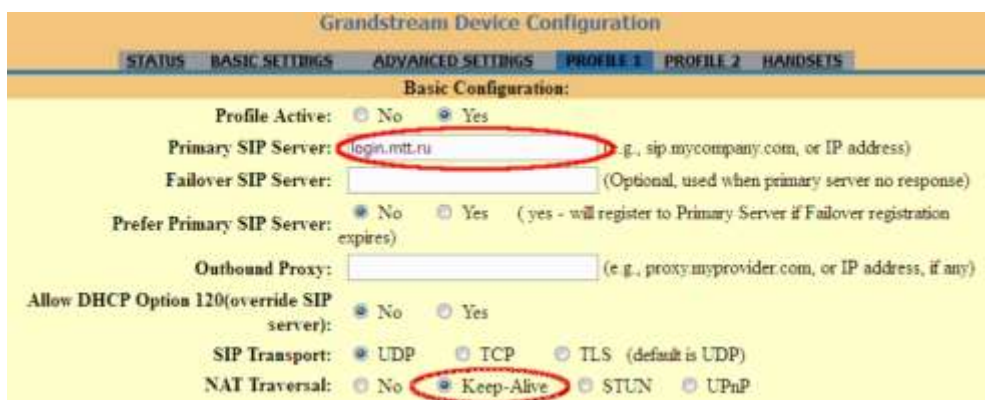 Grandstream Device Configuration
STATUS BASIC SETTINGS ADVANCED SETTINGS PROFILE 1 PROFILE 2 HANDSETS
Basic Configuration:
Profile Active: No Yes
Primary SIP Server: login.mtt.ru (e.g., sip.mycompany.com, or IP address)
Failover SIP Server: (Optional, used when primary server no response)
Prefer Primary SIP Server: No Yes ( yes - will register to Primary Server if Failover registration
expires)
Outbound Proxy: (e.g., proxy.myprovider.com, or IP address, if any)
Allow DHCP Option 120(override SIP
server): No Yes
SIP Transport: UDP TCP TLS (default is UDP)
NAT Traversal: No Keep-Alive STUN UPnP